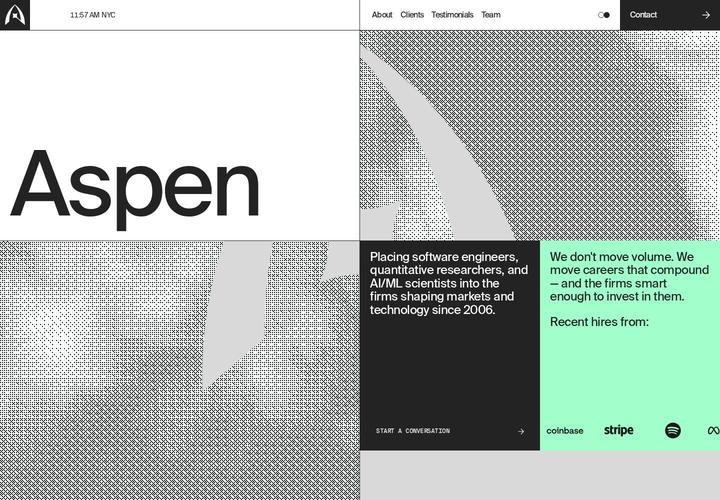 11:57 AM NYC
About Clients Testimonials Team
Contact
Aspen
Placing software engineers,
quantitative researchers, and
AI/ML scientists into the
firms shaping markets and
technology since 2006.
START A CONVERSATION
We don't move volume. We
move careers that compound
— and the firms smart
enough to invest in them.
Recent hires from:
coinbase stripe